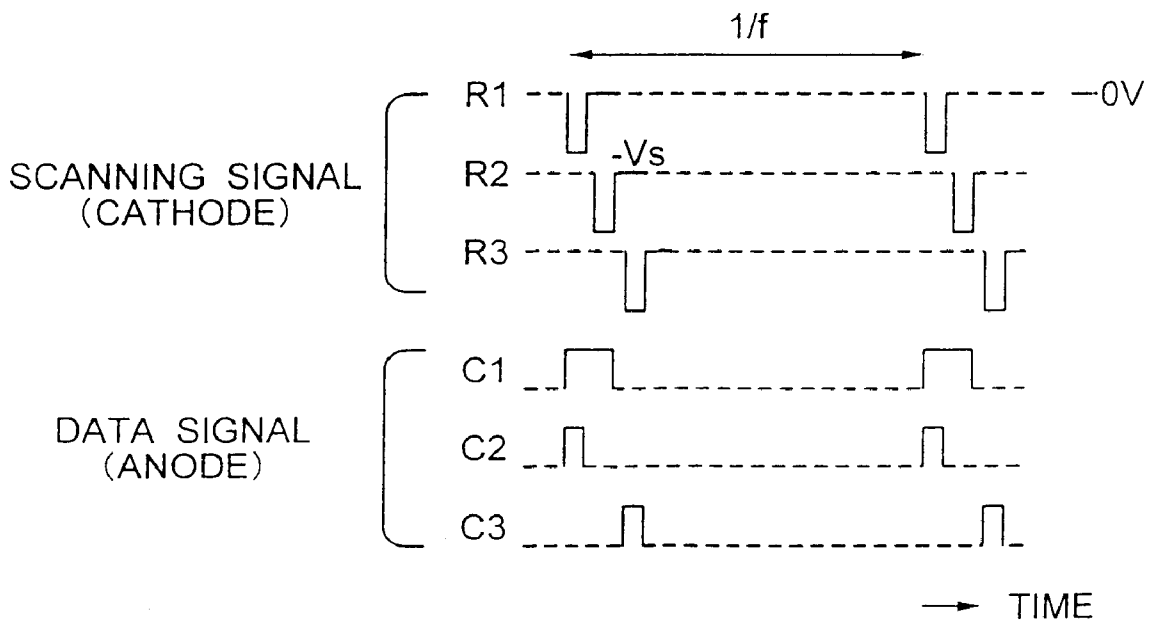 1/f
R1
—0V
-Vs
SCANNING SIGNAL
(CATHODE)
R2
R3
C1
DATA SIGNAL
(ANODE)
C2
C3
TIME